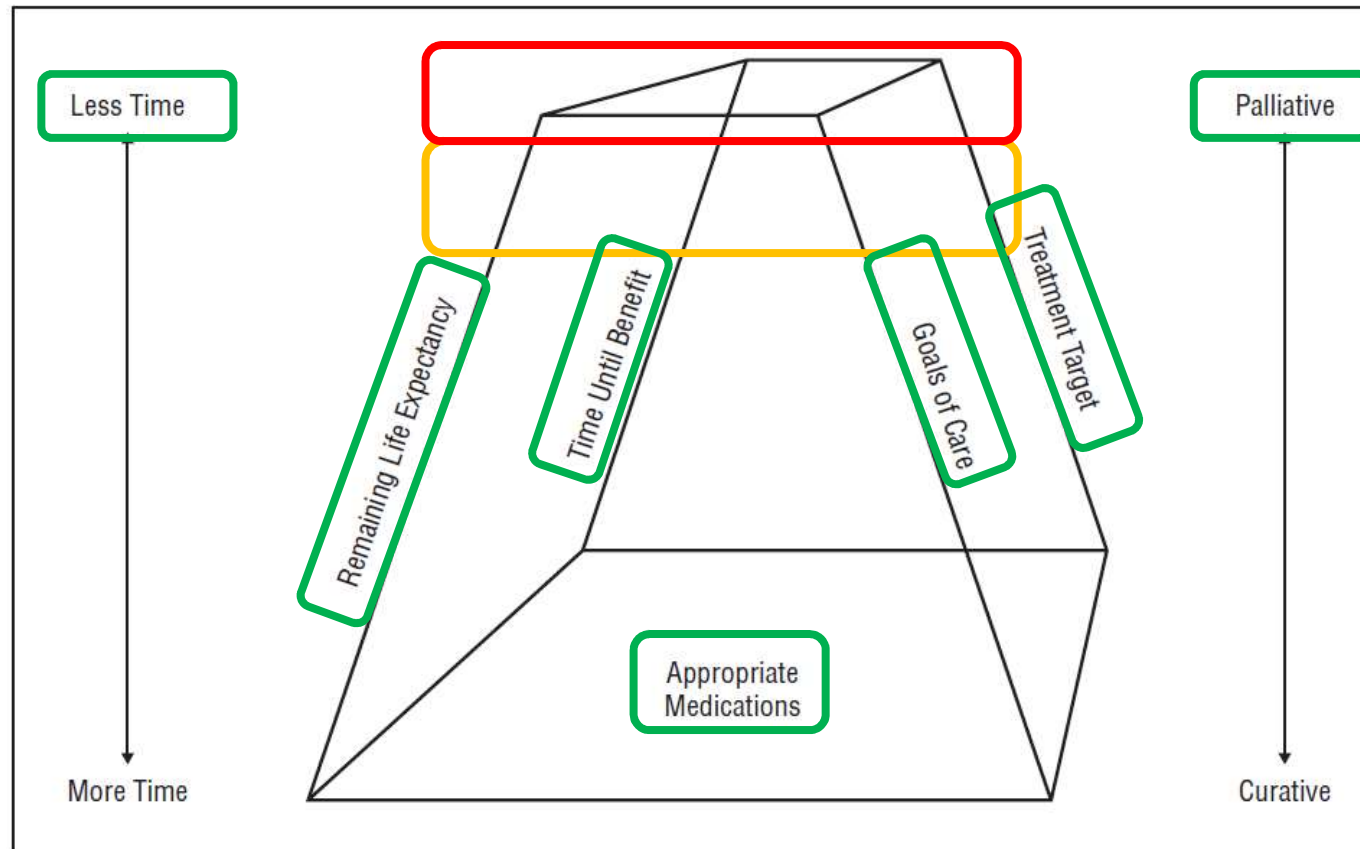 Less Time
Palliative
Remaining Life Expectancy
Time Until Benefit
Goals of Care
Treatment Target
Appropriate
Medications
More Time
Curative